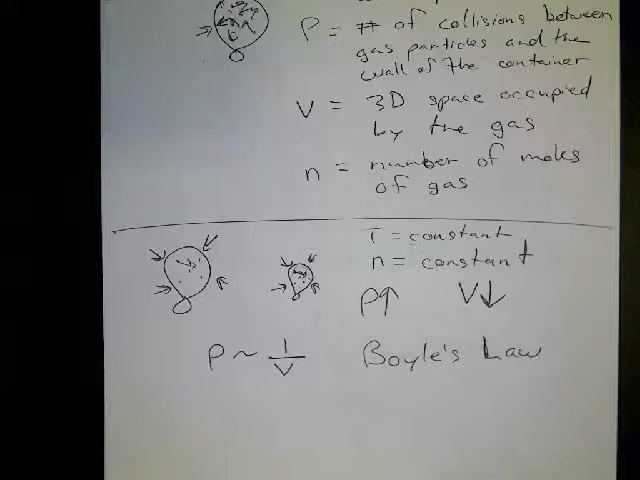 P = # of collisions between
gas particles and the
wall of the container
V = 3D space occupied
by the gas
n = number of moles
of gas
T = constant
n = constant
P↑ V↓
P ~ 1/V Boyle's Law